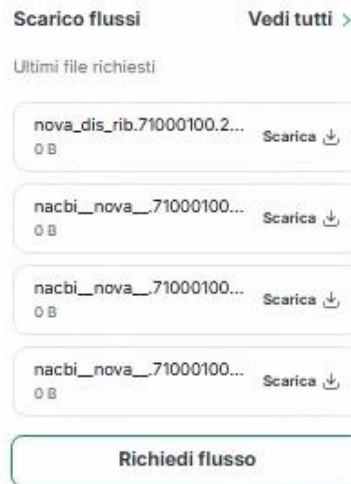 Scarico flussi Vedi tutti >
Ultimi file richiesti
nova_dis_rib.71000100.2... Scarica
0 B
nacbi__nova__.71000100... Scarica
0 B
nacbi__nova__.71000100... Scarica
0 B
nacbi__nova__.71000100... Scarica
0 B
Richiedi flusso